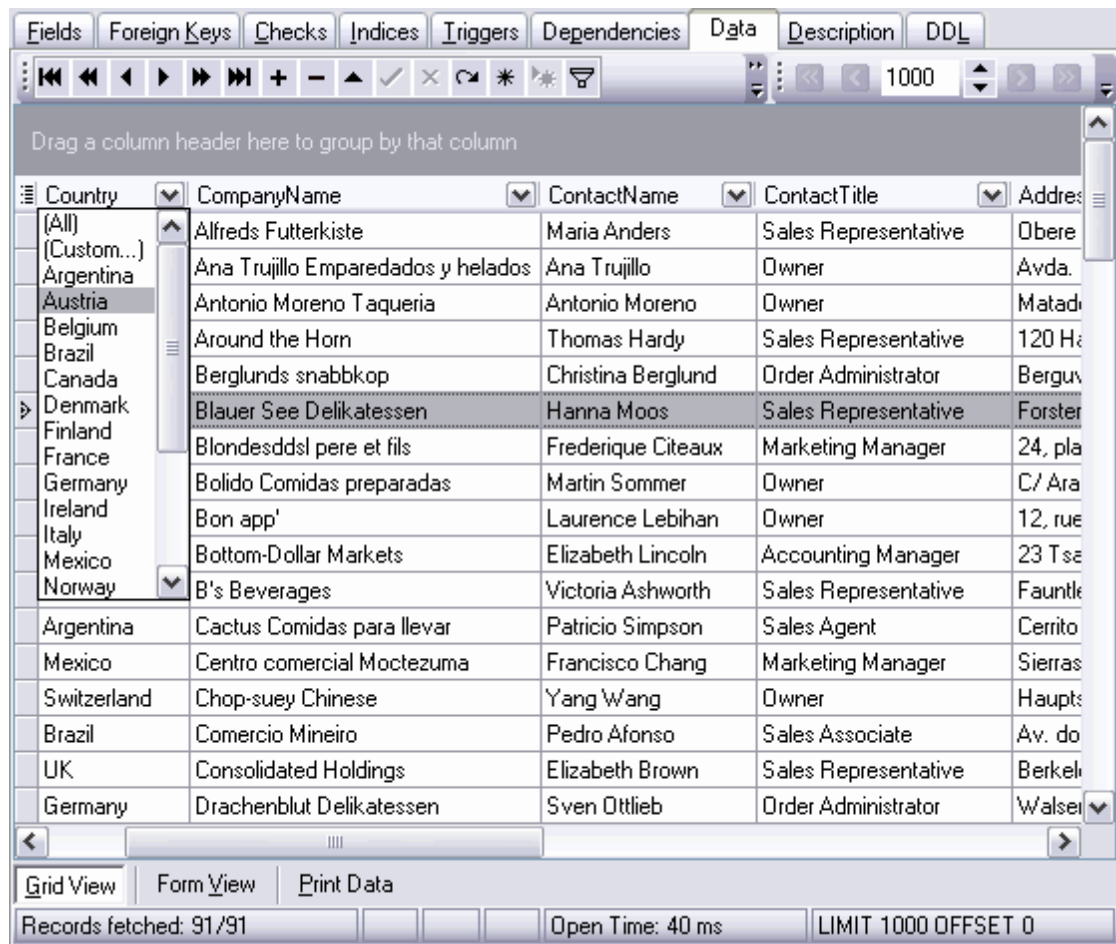 Fields Foreign Keys Checks Indices Triggers Dependencies Data Description DDL
1000
Drag a column header here to group by that column
Country CompanyName ContactName ContactTitle Addres
(All)
(Custom...)
Argentina
Austria
Belgium
Brazil
Canada
Denmark
Finland
France
Germany
Ireland
Italy
Mexico
Norway
Alfreds Futterkiste Maria Anders Sales Representative Obere
Ana Trujillo Emparedados y helados Ana Trujillo Owner Avda.
Antonio Moreno Taqueria Antonio Moreno Owner Matad
Around the Horn Thomas Hardy Sales Representative 120 Ha
Berglunds snabbkop Christina Berglund Order Administrator Berguv
Blauer See Delikatessen Hanna Moos Sales Representative Forster
Blondesddsl pere et fils Frederique Citeaux Marketing Manager 24, pla
Bolido Comidas preparadas Martin Sommer Owner C/ Ara
Bon app' Laurence Lebihan Owner 12, rue
Bottom-Dollar Markets Elizabeth Lincoln Accounting Manager 23 Tsa
B's Beverages Victoria Ashworth Sales Representative Fauntle
Argentina Cactus Comidas para llevar Patricio Simpson Sales Agent Cerrito
Mexico Centro comercial Moctezuma Francisco Chang Marketing Manager Sierras
Switzerland Chop-suey Chinese Yang Wang Owner Haupts
Brazil Comercio Mineiro Pedro Afonso Sales Associate Av. do
UK Consolidated Holdings Elizabeth Brown Sales Representative Berkel
Germany Drachenblut Delikatessen Sven Ottlieb Order Administrator Walser
Grid View Form View Print Data
Records fetched: 91/91 Open Time: 40 ms LIMIT 1000 OFFSET 0